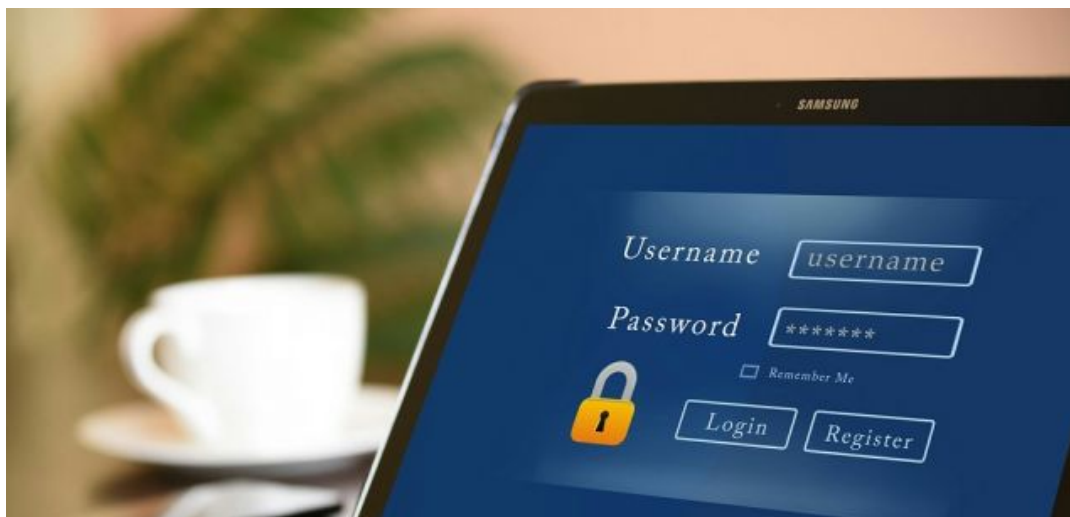 SAMSUNG
Username username
Password *******
Remember Me
Login Register